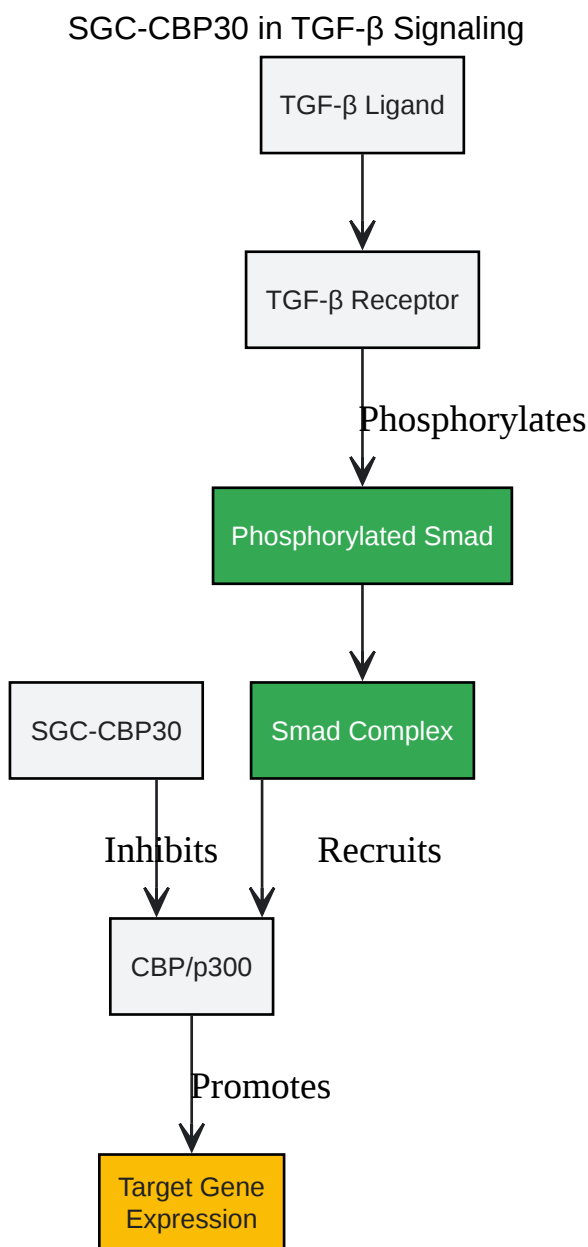 SGC-CBP30 in TGF-β Signaling
TGF-β Ligand
TGF-β Receptor
Phosphorylates
Phosphorylated Smad
SGC-CBP30
Smad Complex
Inhibits
Recruits
CBP/p300
Promotes
Target Gene
Expression